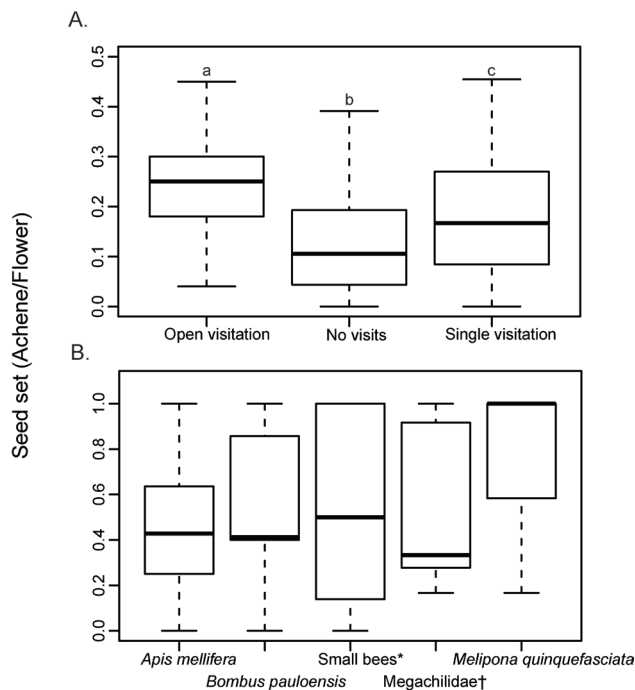 A.
0.5
0.4
0.3
0.2
0.1
0.0
a
b
c
Open visitation No visits Single visitation
Seed set (Achene/Flower)
B.
1.0
0.8
0.6
0.4
0.2
0.0
Apis mellifera Small bees* Melipona quinquefasciata
Bombus pauloensis Megachilidae†